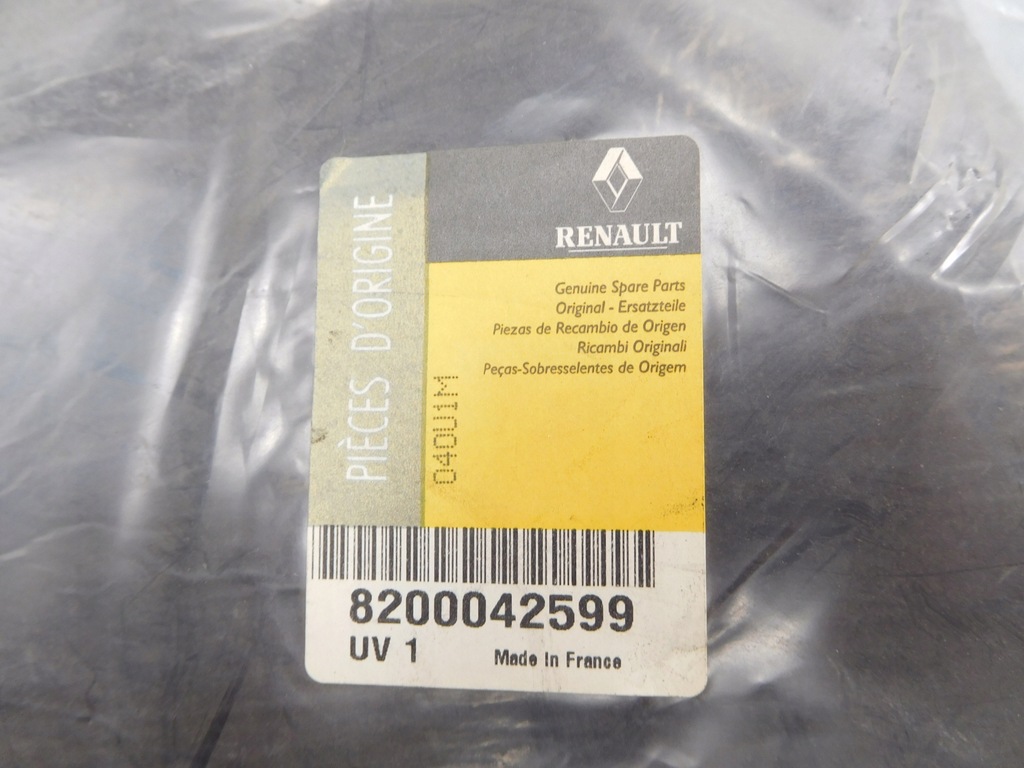 PIÈCES D'ORIGINE
RENAULT
Genuine Spare Parts
Original - Ersatzteile
Piezas de Recambio de Origen
Ricambi Originali
Peças-Sobresselentes de Origem
040U1M
8200042599
UV 1
Made In France